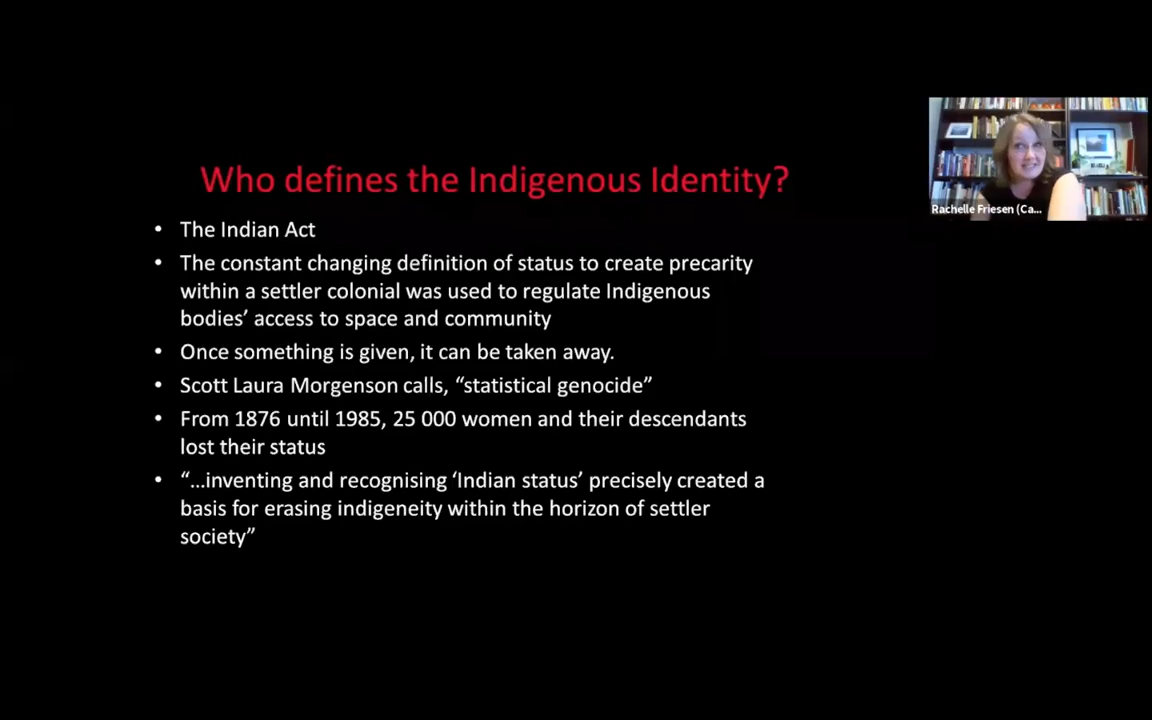 Who defines the Indigenous Identity?
• The Indian Act
• The constant changing definition of status to create precarity
within a settler colonial was used to regulate Indigenous
bodies’ access to space and community
• Once something is given, it can be taken away.
• Scott Laura Morgenson calls, “statistical genocide”
• From 1876 until 1985, 25 000 women and their descendants
lost their status
• “…inventing and recognising ‘Indian status’ precisely created a
basis for erasing indigeneity within the horizon of settler
society”
Rachelle Friesen (Ca...